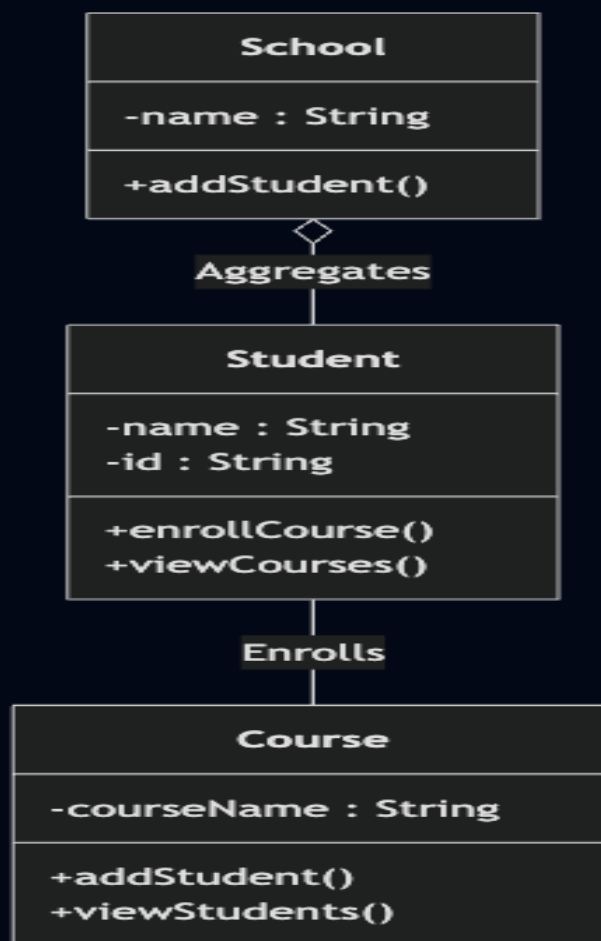 School
-name : String
+addStudent()
Aggregates
Student
-name : String
-id : String
+enrollCourse()
+viewCourses()
Enrolls
Course
-courseName : String
+addStudent()
+viewStudents()